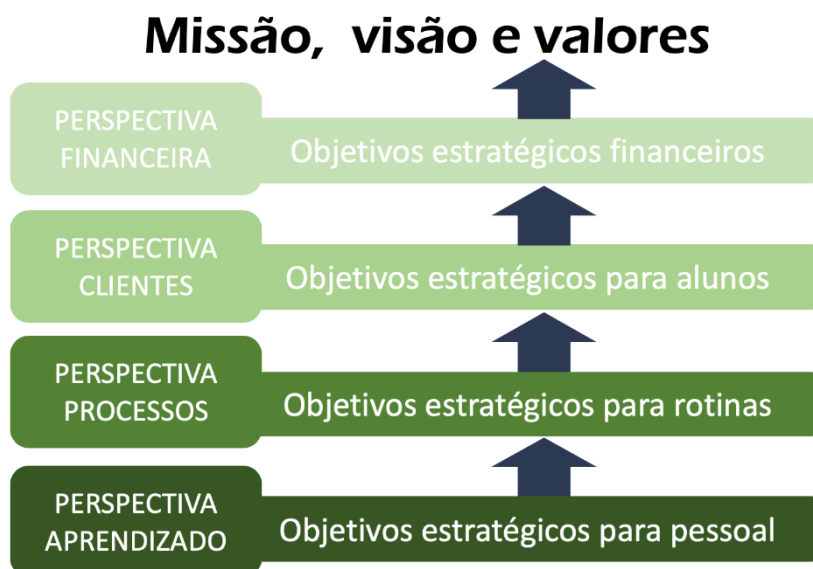 Missão, visão e valores
PERSPECTIVA
FINANCEIRA
Objetivos estratégicos financeiros
PERSPECTIVA
CLIENTES
Objetivos estratégicos para alunos
PERSPECTIVA
PROCESSOS
Objetivos estratégicos para rotinas
PERSPECTIVA
APRENDIZADO
Objetivos estratégicos para pessoal